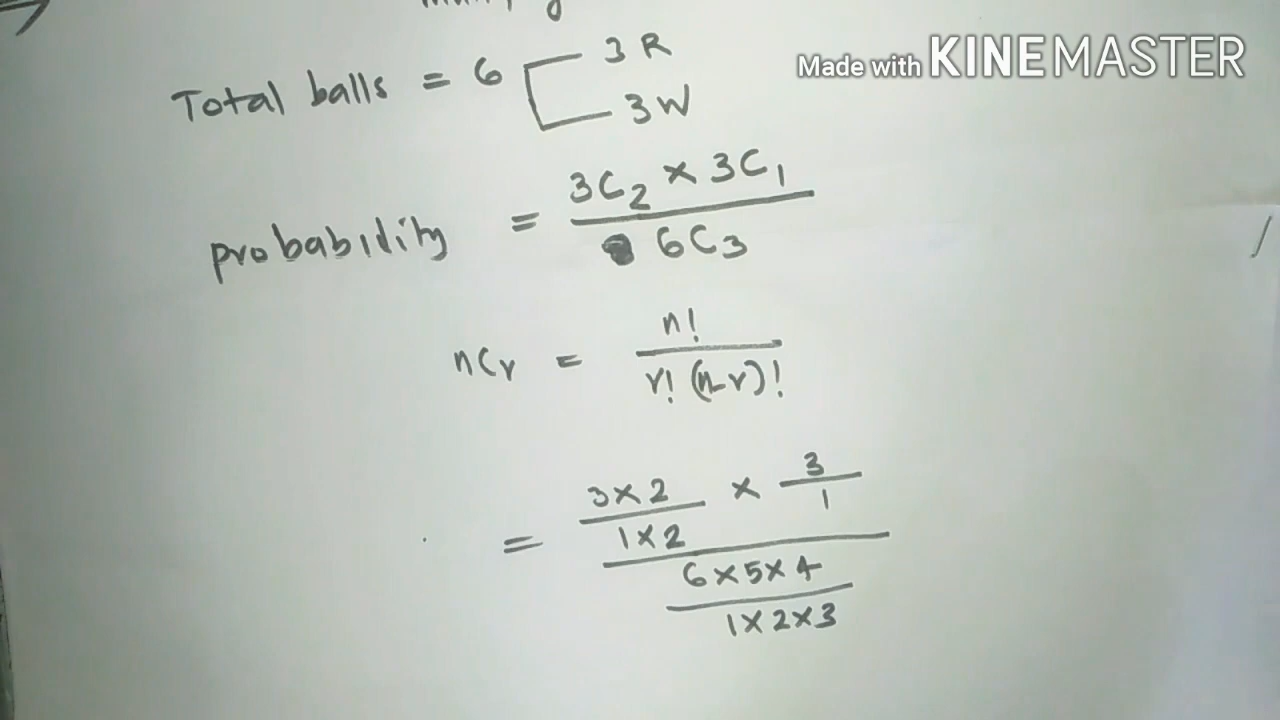 Made with KINEMASTER
Total balls = 6 3 R
3 W
probability = 3C2 × 3C1
6C3
nCr = n!
r! (n-r)!
= 3×2 × 3
1×2 1
6×5×4
1×2×3